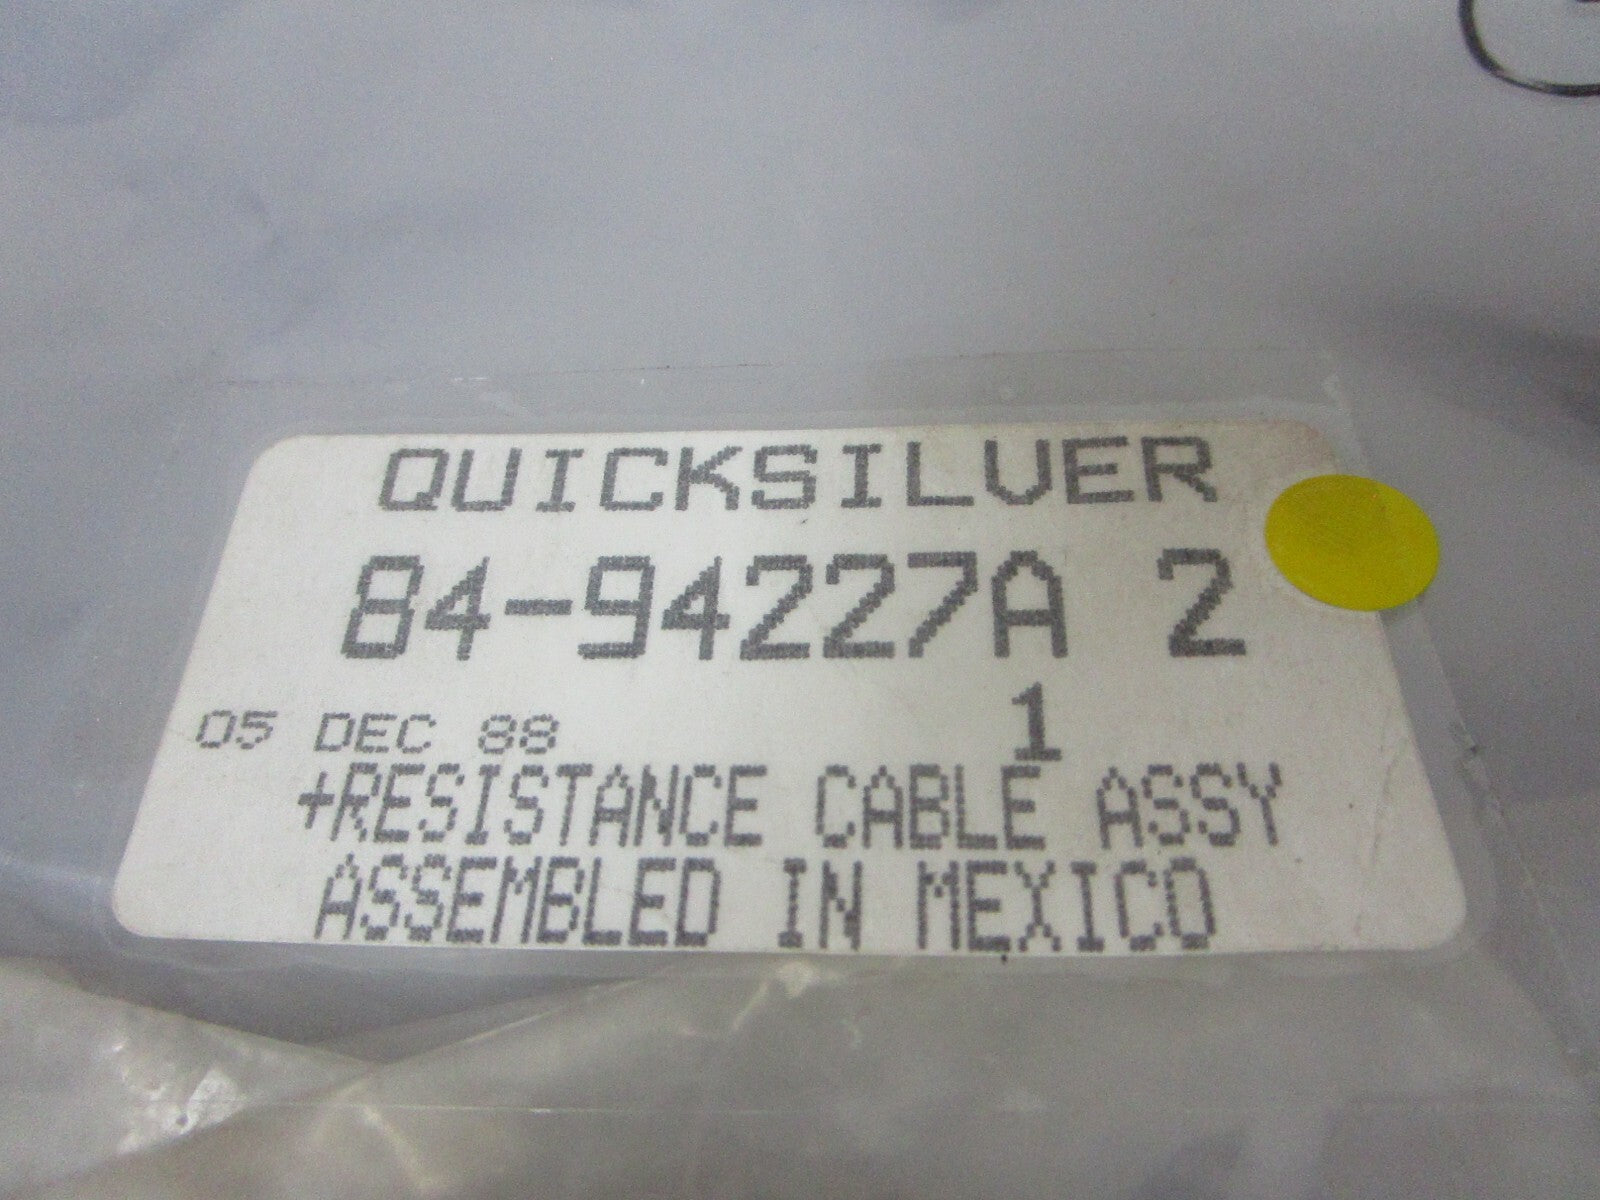 QUICKSILVER
84-94227A 2
05 DEC 88 1
+RESISTANCE CABLE ASSY
ASSEMBLED IN MEXICO